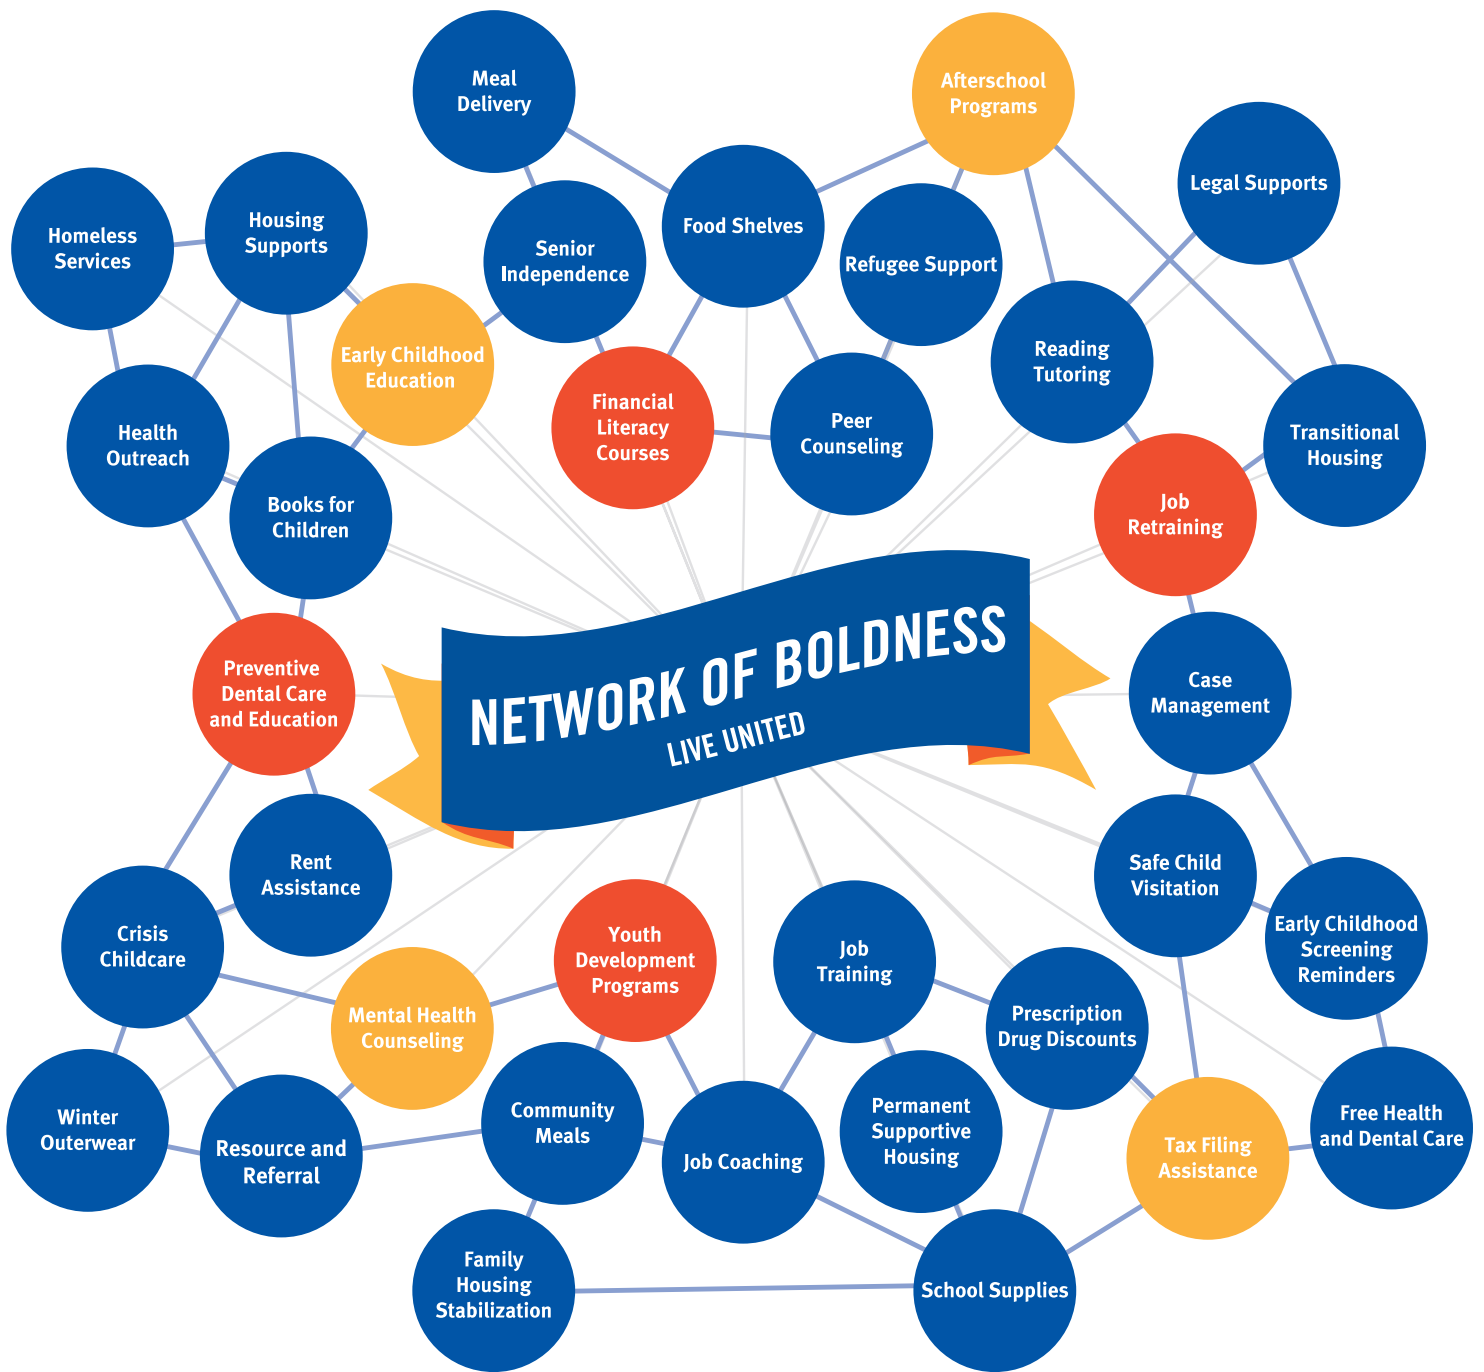 Meal
Delivery
Afterschool
Programs
Legal Supports
Homeless
Services
Housing
Supports
Senior
Independence
Food Shelves
Refugee Support
Early Childhood
Education
Reading
Tutoring
Financial
Literacy
Courses
Peer
Counseling
Transitional
Housing
Health
Outreach
Books for
Children
Job
Retraining
Preventive
Dental Care
and Education
NETWORK OF BOLDNESS
LIVE UNITED
Case
Management
Rent
Assistance
Safe Child
Visitation
Crisis
Childcare
Youth
Development
Programs
Job
Training
Early Childhood
Screening
Reminders
Mental Health
Counseling
Prescription
Drug Discounts
Winter
Outerwear
Resource and
Referral
Community
Meals
Job Coaching
Permanent
Supportive
Housing
Tax Filing
Assistance
Free Health
and Dental Care
Family
Housing
Stabilization
School Supplies